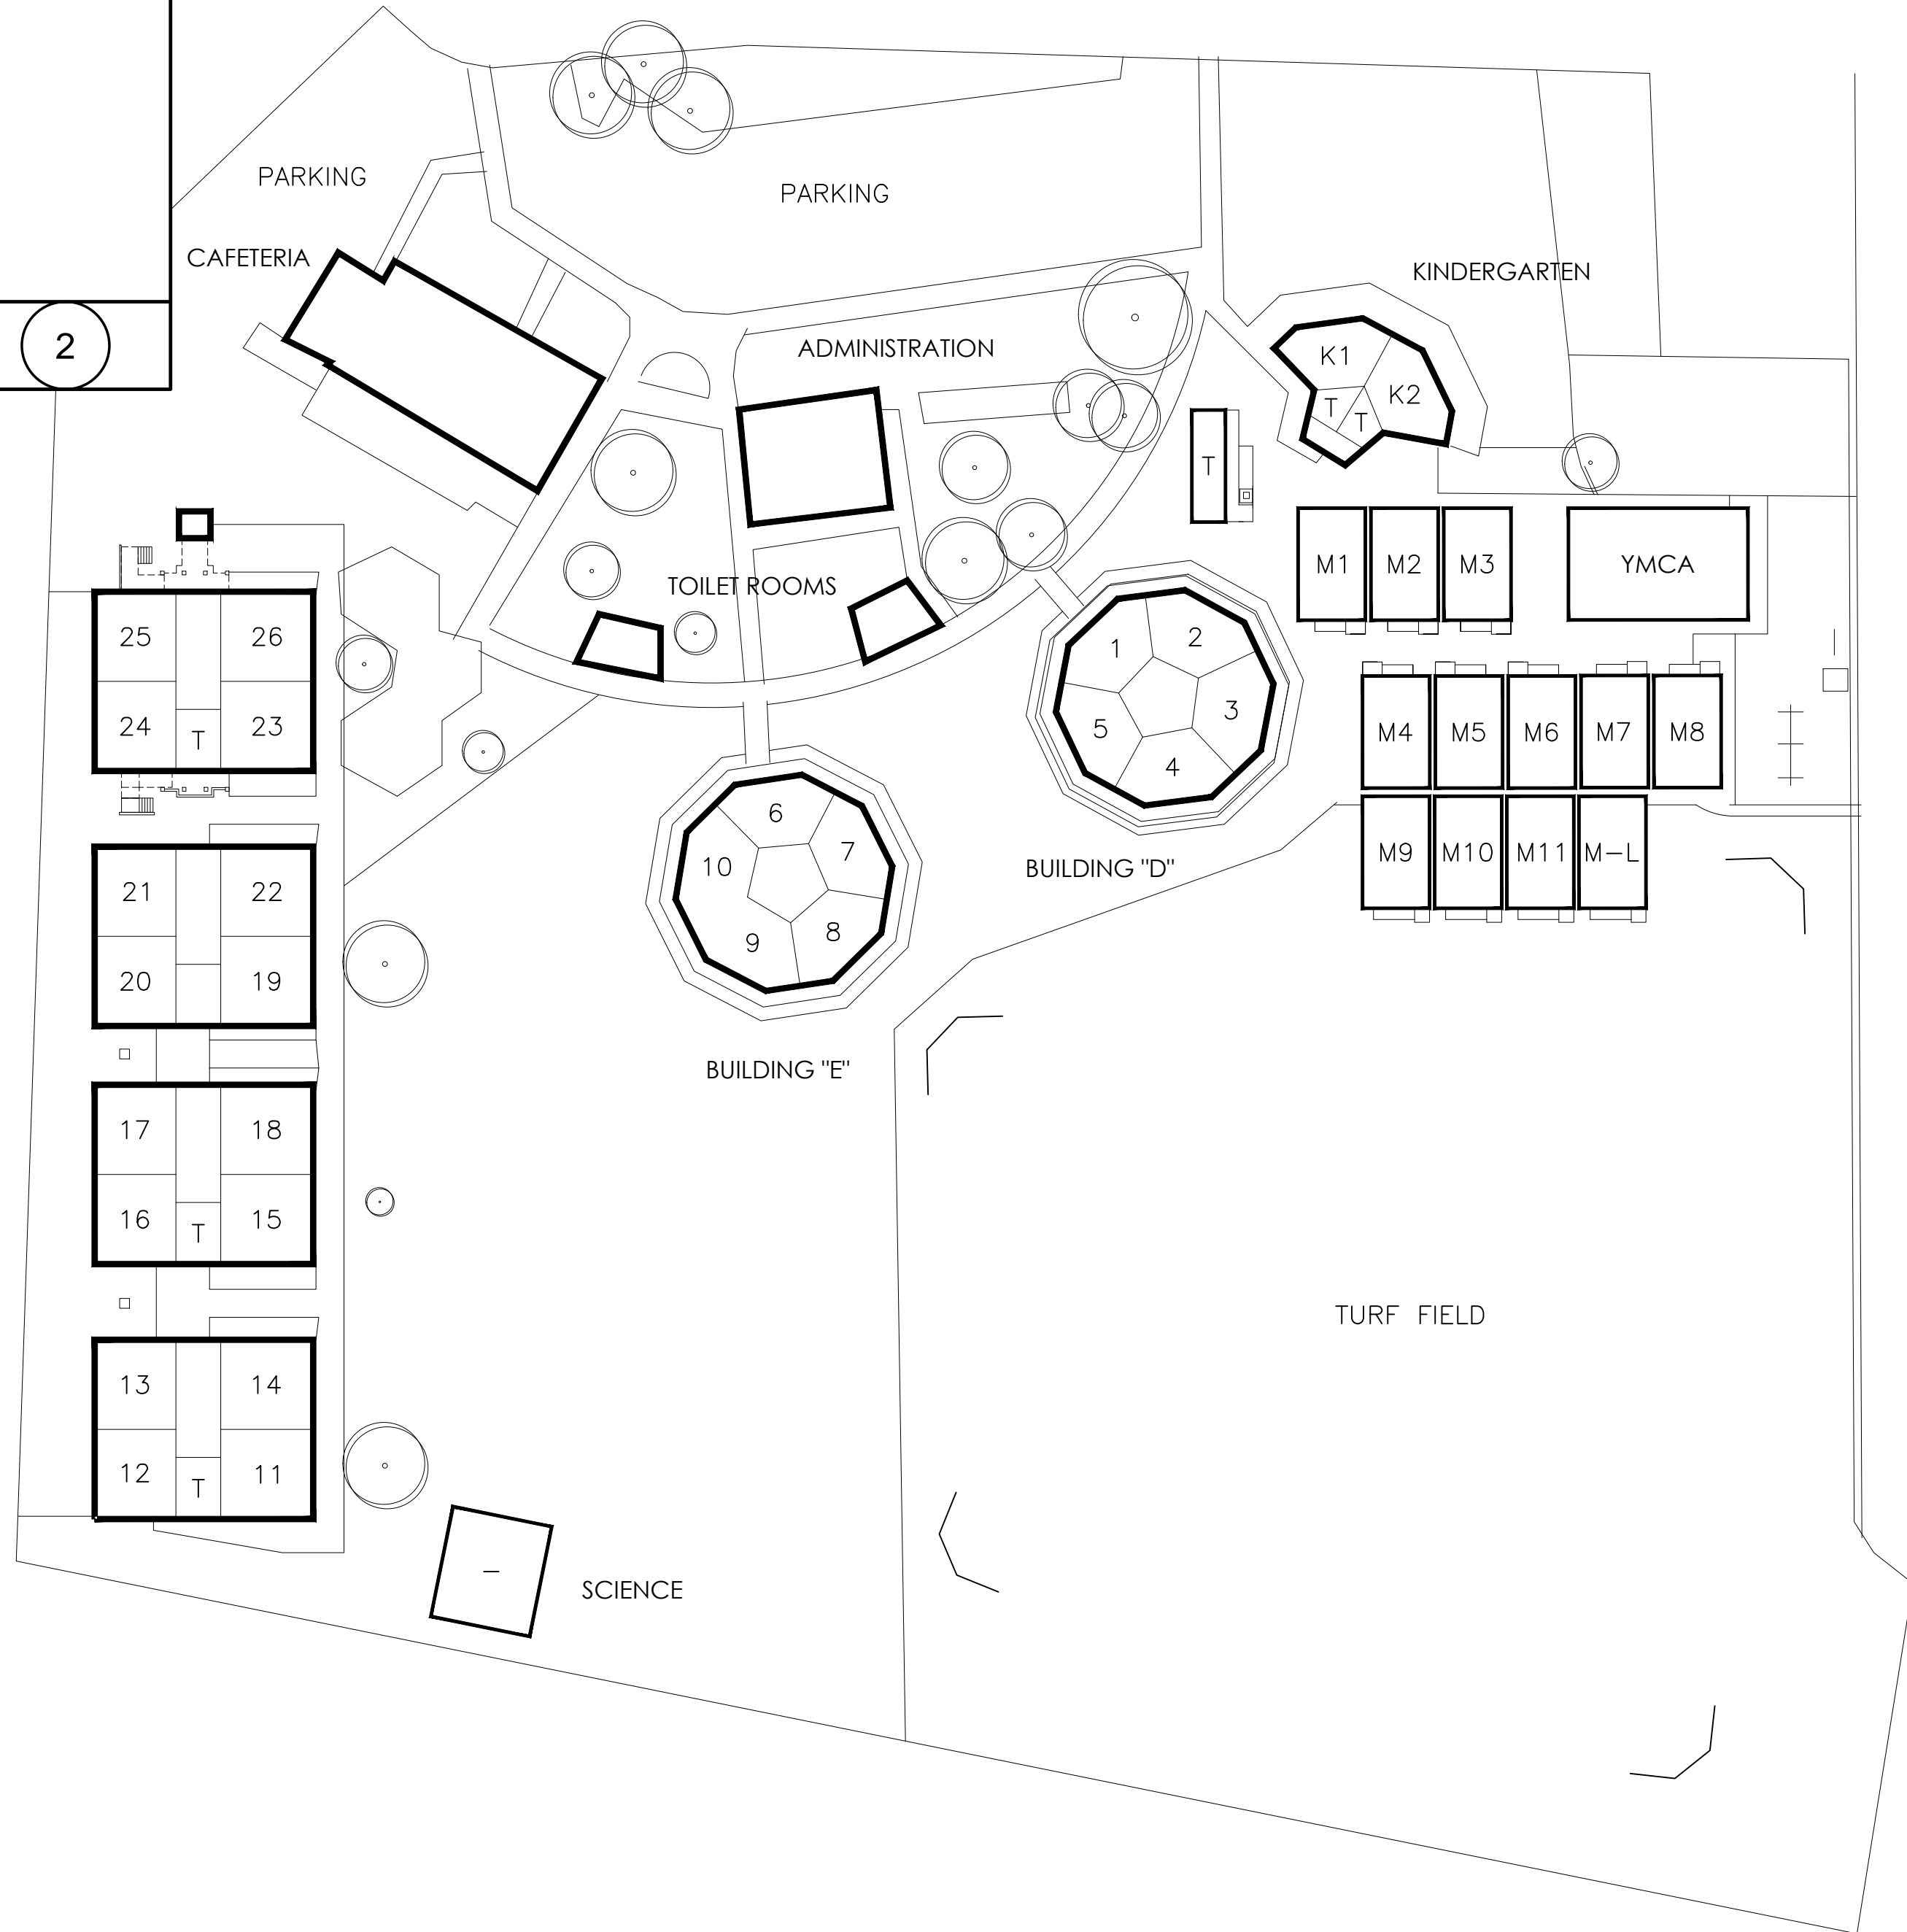 PARKING
PARKING
CAFETERIA
KINDERGARTEN
2
ADMINISTRATION
K1
K2
T
T
T
TOILET ROOMS
M1
M2
M3
YMCA
25
26
24
T
23
1
2
3
4
5
M4
M5
M6
M7
M8
6
7
8
9
10
BUILDING "D"
M9
M10
M11
M-L
21
22
20
19
BUILDING "E"
17
18
16
T
15
TURF FIELD
13
14
12
T
11
SCIENCE